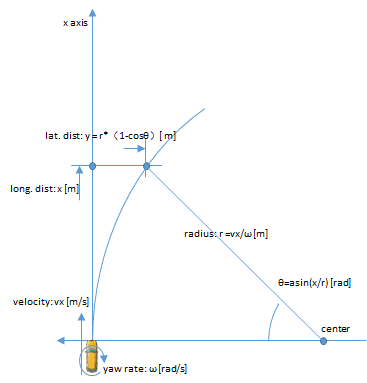 x axis
lat. dist: y = r*（1-cosθ） [ m]
long. dist: x [m]
radius: r =vx/ω [m]
θ=asin(x/r) [rad]
velocity: vx [m/s]
center
yaw rate: ω [rad/s]